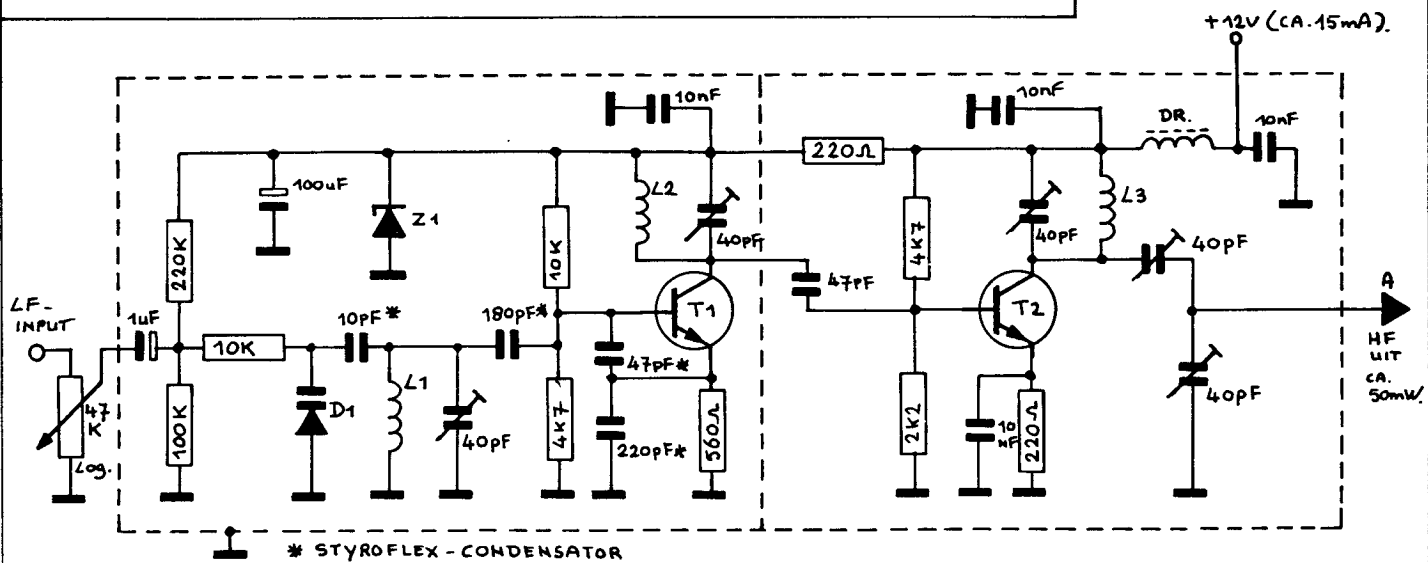 +12V (CA. 15mA).
10nF
10nF
DR.
10nF
220Ω
100uF
Z1
L2
40pF
L3
40pF
40pF
220K
10K
4K7
47pF
T1
T2
LF-
INPUT
1uF
10K
10pF*
180pF*
A
HF
UIT
CA.
50mW.
47
K
Log.
100K
D1
L1
40pF
4K7
47pF*
220pF*
560Ω
2K2
10
nF
220Ω
40pF
* STYROFLEX-CONDENSATOR